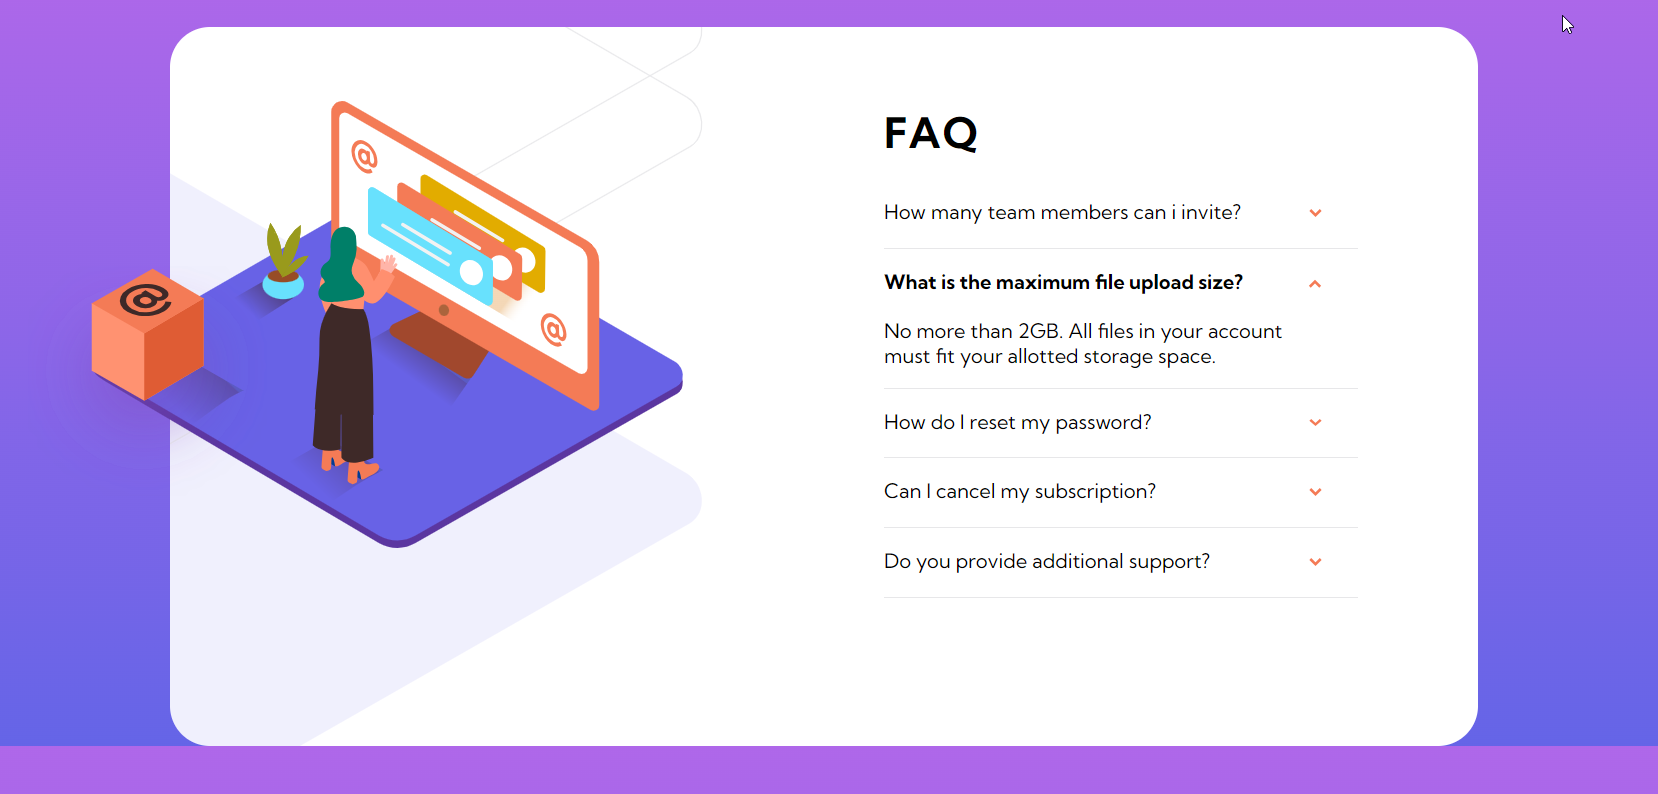 @
@
@
FAQ
How many team members can i invite?
What is the maximum file upload size?
No more than 2GB. All files in your account
must fit your allotted storage space.
How do I reset my password?
Can I cancel my subscription?
Do you provide additional support?